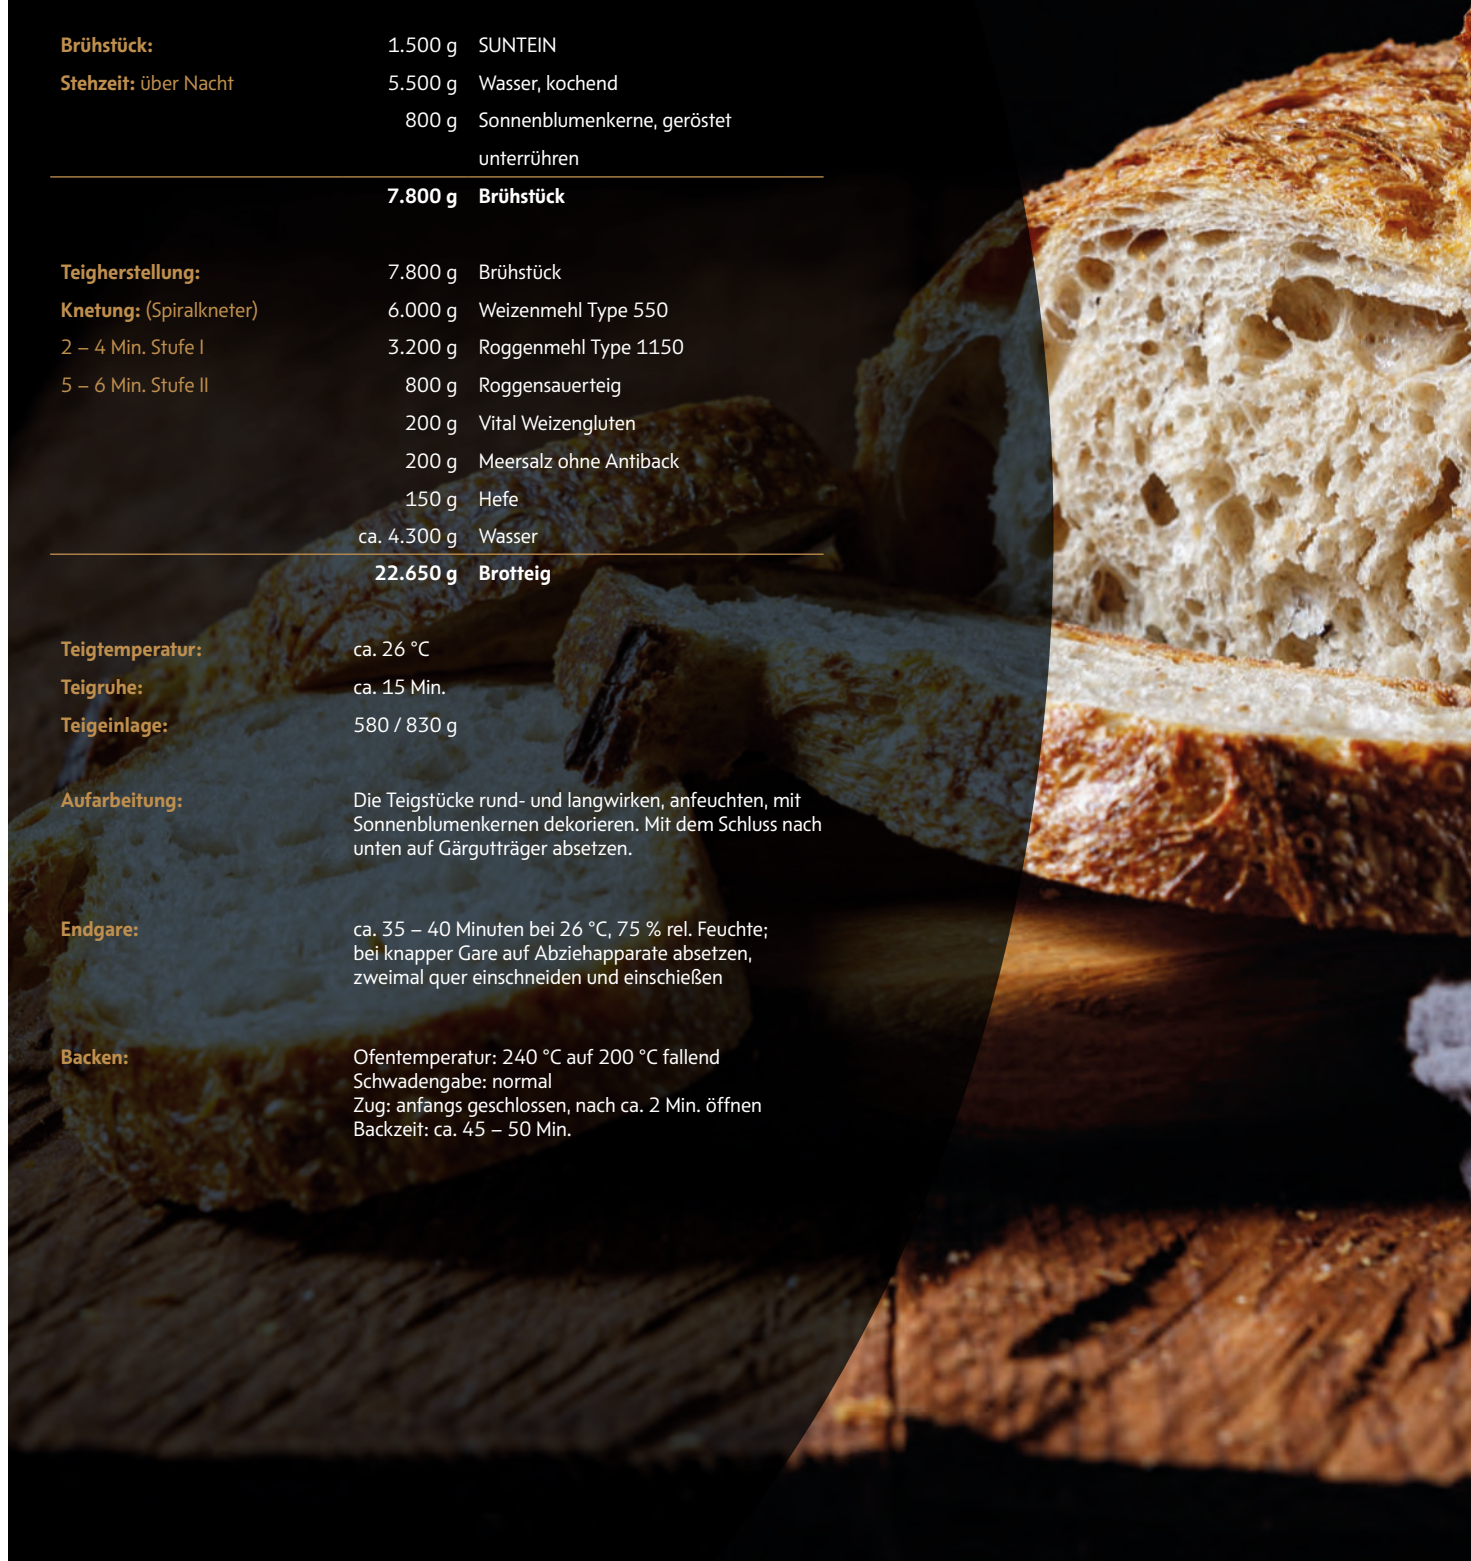 Brühstück: 1.500 g SUNTEIN
Stehzeit: über Nacht 5.500 g Wasser, kochend
800 g Sonnenblumenkerne, geröstet
unterrühren
7.800 g Brühstück
Teigherstellung: 7.800 g Brühstück
Knetung: (Spiralkneter) 6.000 g Weizenmehl Type 550
2 – 4 Min. Stufe I 3.200 g Roggenmehl Type 1150
5 – 6 Min. Stufe II 800 g Roggensauerteig
200 g Vital Weizengluten
200 g Meersalz ohne Antiback
150 g Hefe
ca. 4.300 g Wasser
22.650 g Brotteig
Teigtemperatur: ca. 26 °C
Teigruhe: ca. 15 Min.
Teigeinlage: 580 / 830 g
Aufarbeitung: Die Teigstücke rund- und langwirken, anfeuchten, mit
Sonnenblumenkernen dekorieren. Mit dem Schluss nach
unten auf Gärgutträger absetzen.
Endgare: ca. 35 – 40 Minuten bei 26 °C, 75 % rel. Feuchte;
bei knapper Gare auf Abziehapparate absetzen,
zweimal quer einschneiden und einschießen
Backen: Ofentemperatur: 240 °C auf 200 °C fallend
Schwadengabe: normal
Zug: anfangs geschlossen, nach ca. 2 Min. öffnen
Backzeit: ca. 45 – 50 Min.